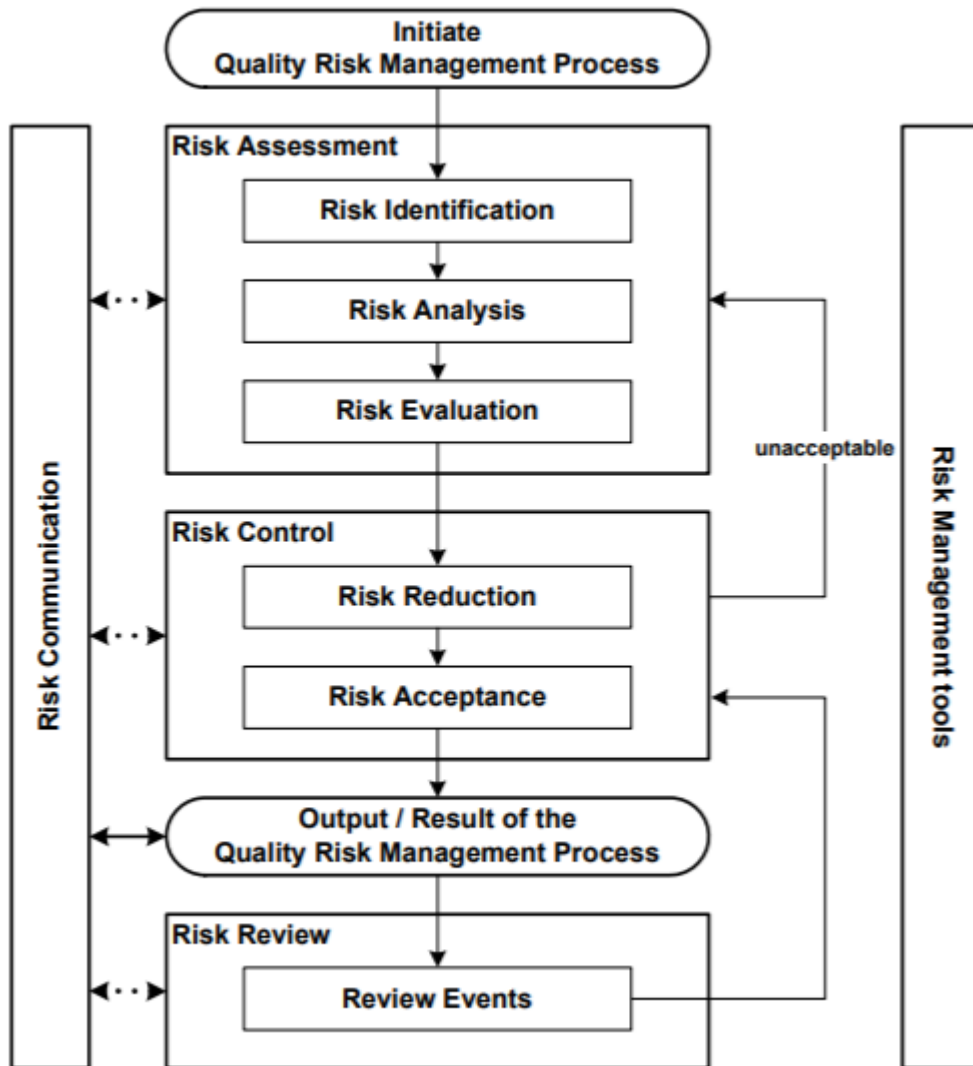 Initiate
Quality Risk Management Process
Risk Assessment
Risk Identification
Risk Analysis
Risk Evaluation
unacceptable
Risk Control
Risk Reduction
Risk Acceptance
Output / Result of the
Quality Risk Management Process
Risk Review
Review Events
Risk Communication
Risk Management tools